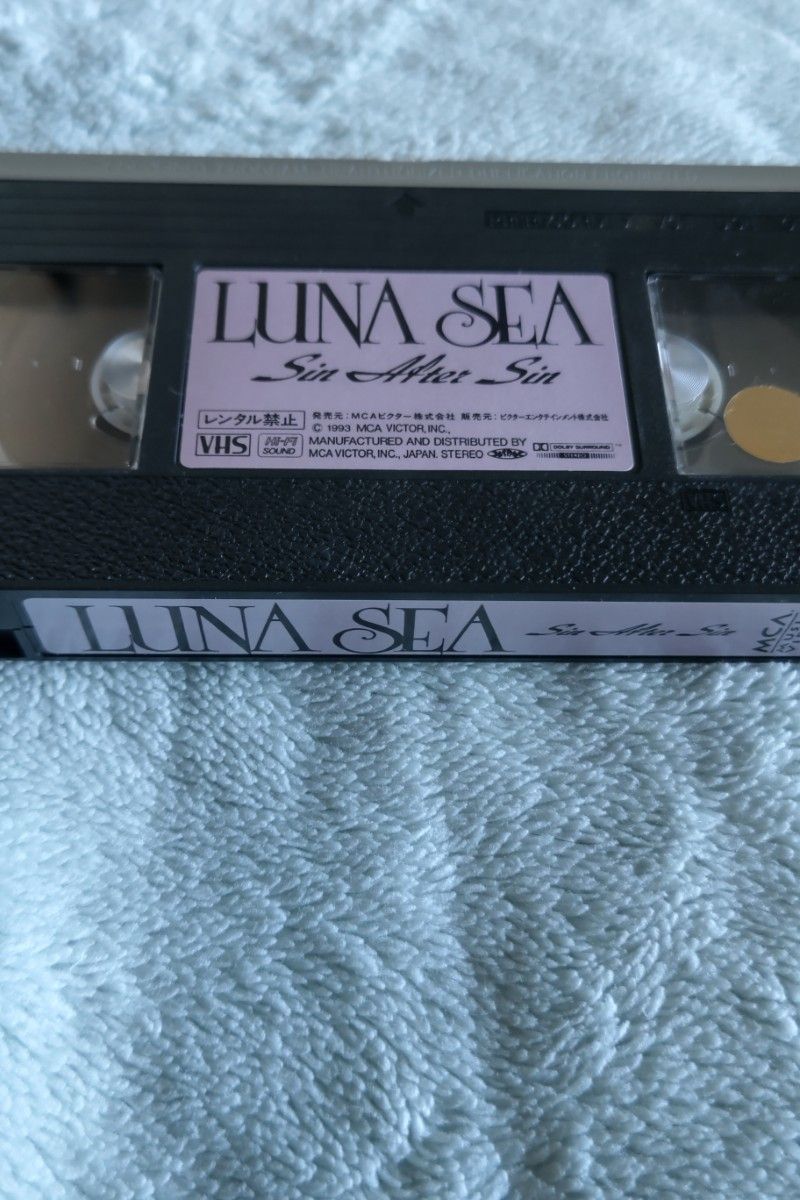 LUNA SEA
Sin After Sin
レンタル禁止
発売元:MCAビクター株式会社 販売元:ビクターエンタテインメント株式会社
© 1993 MCA VICTOR, INC.,
VHS HI-FI SOUND
MANUFACTURED AND DISTRIBUTED BY
MCA VICTOR, INC., JAPAN. STEREO
DOLBY SURROUND
STEREO
LUNA SEA Sin After Sin MCA